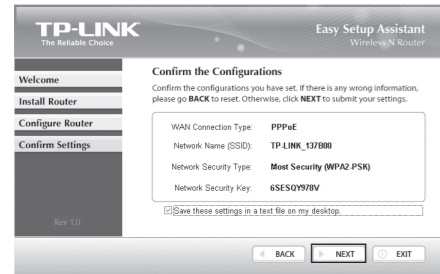 TP-LINK
The Reliable Choice
Easy Setup Assistant
Wireless N Router
Welcome
Install Router
Configure Router
Confirm Settings
Rev 1.0
Confirm the Configurations
Confirm the configurations you have set. If there is any wrong information,
please go BACK to reset. Otherwise, click NEXT to submit your settings.
WAN Connection Type: PPPoE
Network Name (SSID): TP-LINK_137B00
Network Security Type: Most Security (WPA2-PSK)
Network Security Key: 6SESQY978V
Save these settings in a text file on my desktop.
BACK
NEXT
EXIT